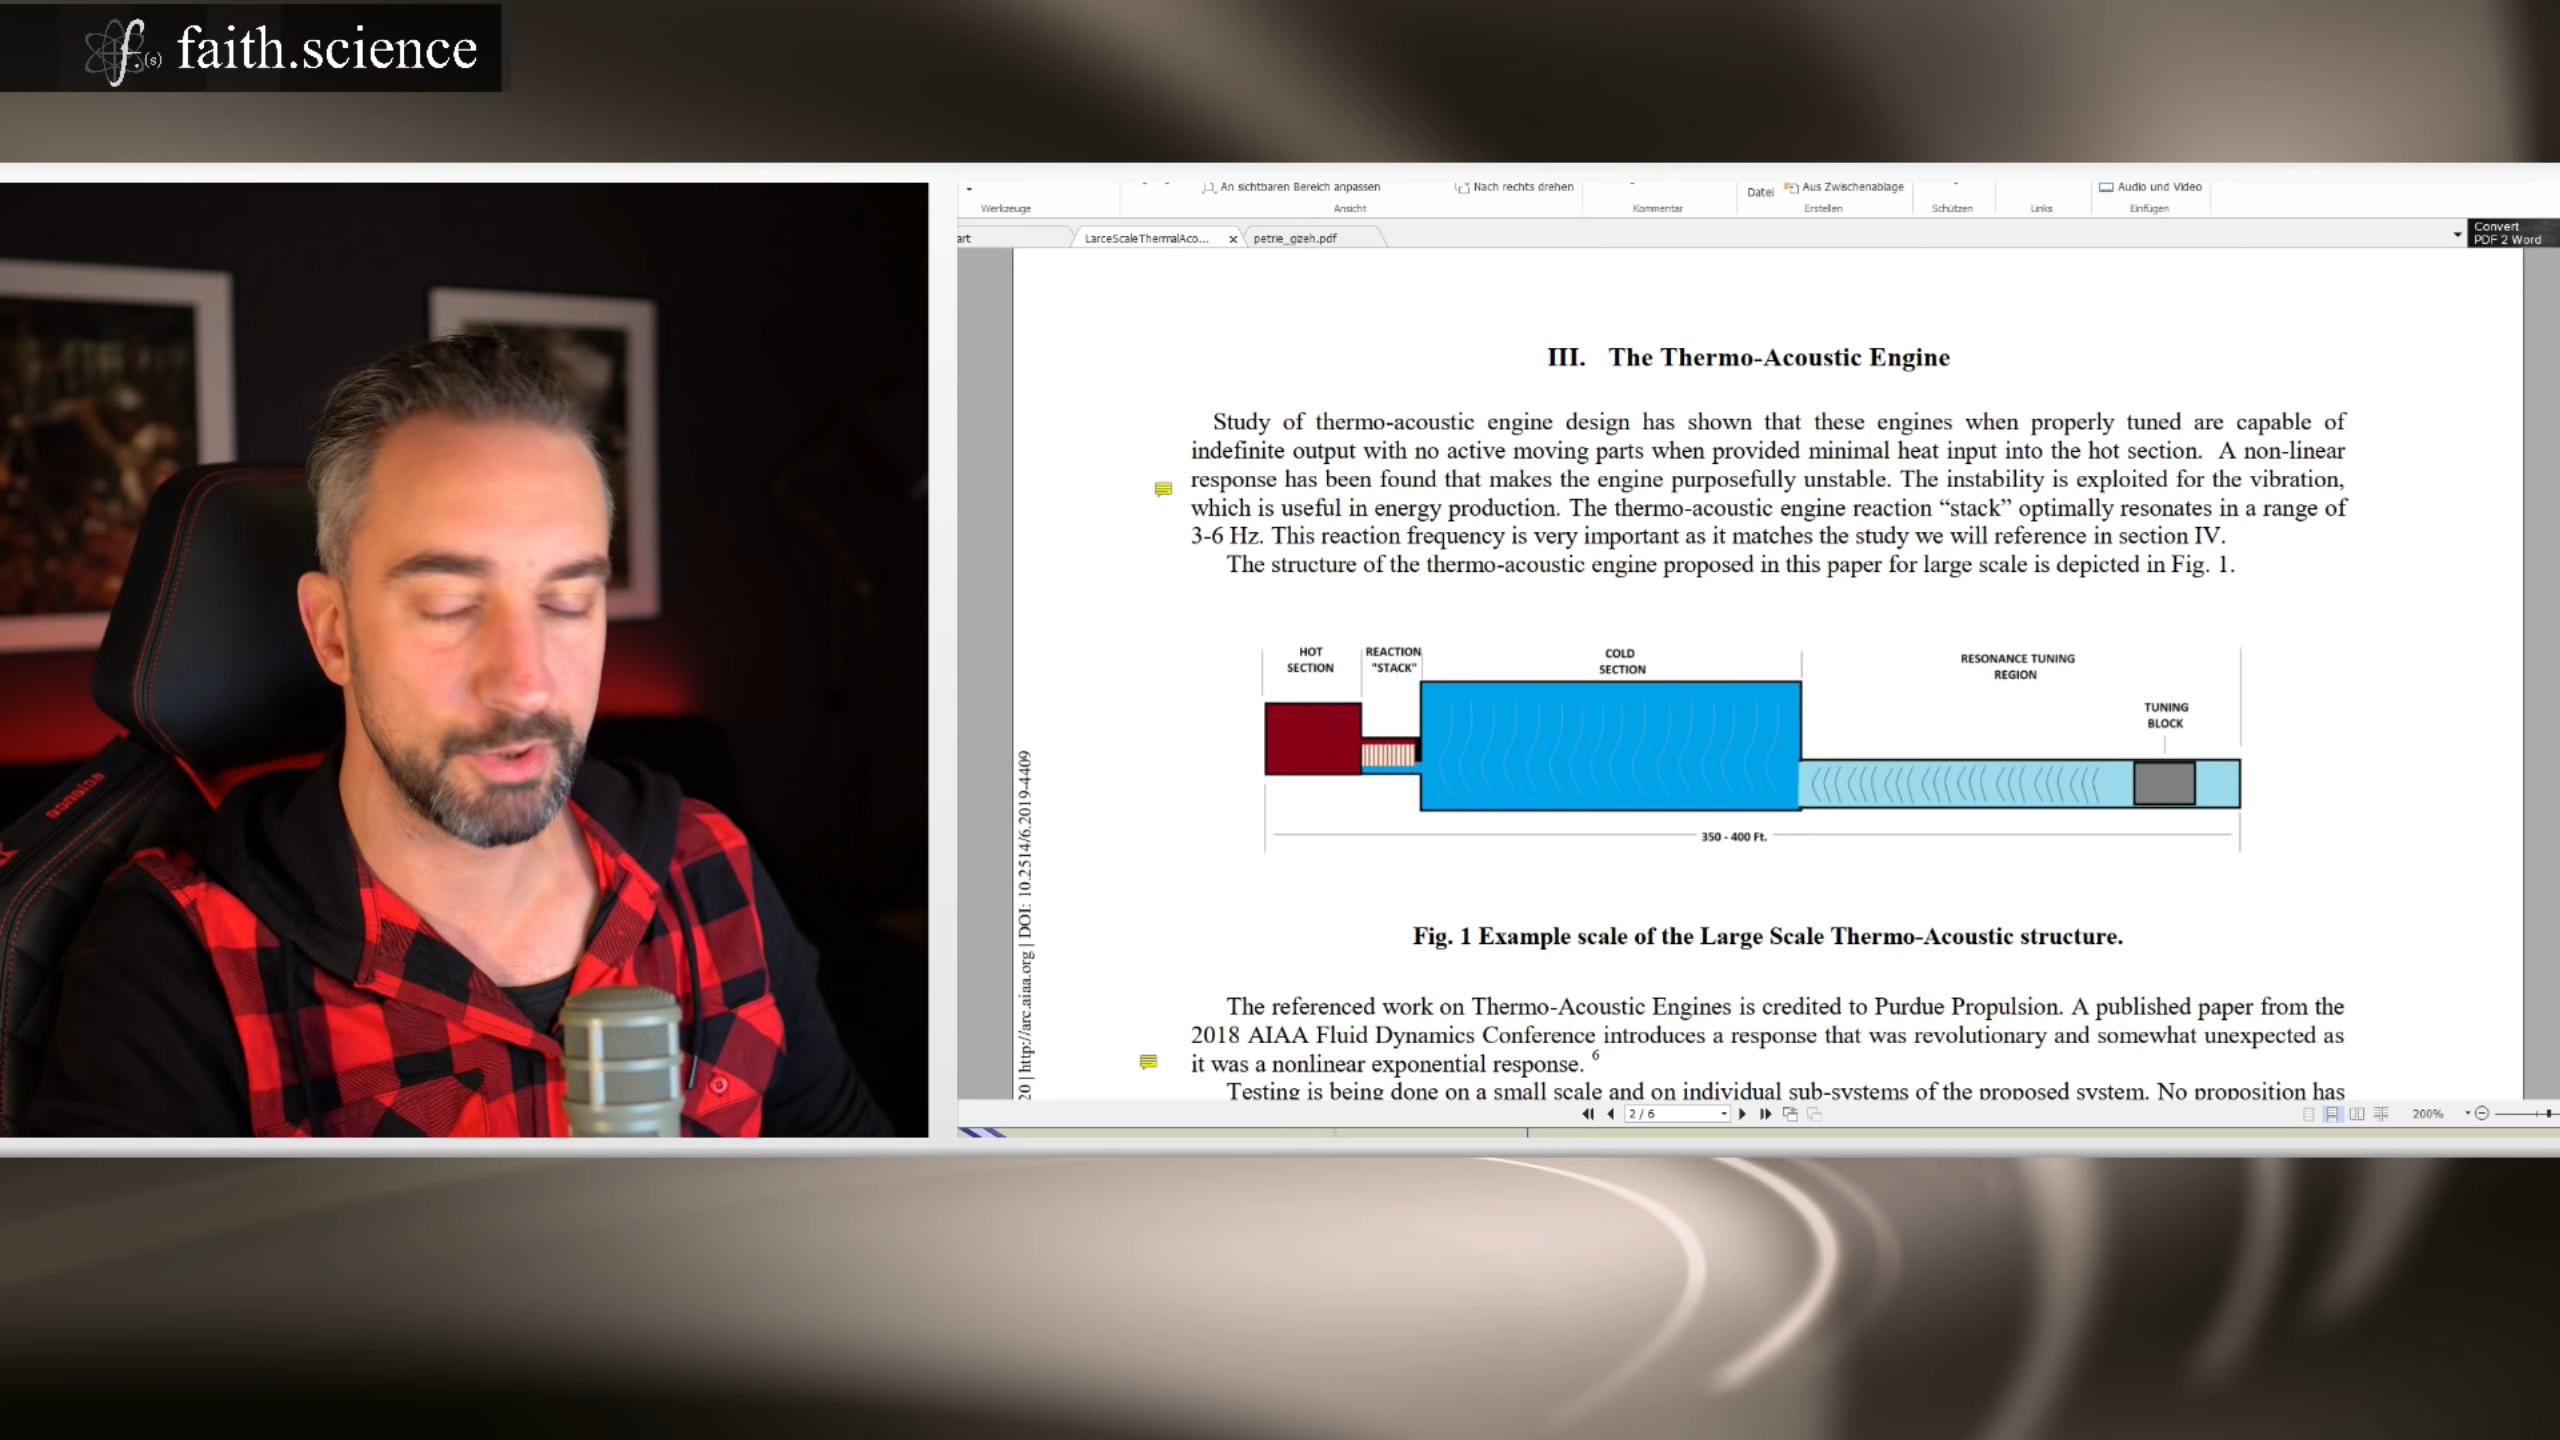 f.(s) faith.science
An sichtbaren Bereich anpassen
Nach rechts drehen
Datei
Aus Zwischenablage
Audio und Video
Werkzeuge
Ansicht
Kommentar
Erstellen
Schützen
Links
Einfügen
art
LarceScaleThermalAco... x
petrie_gizeh.pdf
Convert
PDF 2 Word
III. The Thermo-Acoustic Engine
Study of thermo-acoustic engine design has shown that these engines when properly tuned are capable of
indefinite output with no active moving parts when provided minimal heat input into the hot section. A non-linear
response has been found that makes the engine purposefully unstable. The instability is exploited for the vibration,
which is useful in energy production. The thermo-acoustic engine reaction “stack” optimally resonates in a range of
3-6 Hz. This reaction frequency is very important as it matches the study we will reference in section IV.
The structure of the thermo-acoustic engine proposed in this paper for large scale is depicted in Fig. 1.
HOT
SECTION
REACTION
"STACK"
COLD
SECTION
RESONANCE TUNING
REGION
TUNING
BLOCK
350 - 400 Ft.
Fig. 1 Example scale of the Large Scale Thermo-Acoustic structure.
The referenced work on Thermo-Acoustic Engines is credited to Purdue Propulsion. A published paper from the
2018 AIAA Fluid Dynamics Conference introduces a response that was revolutionary and somewhat unexpected as
it was a nonlinear exponential response. 6
Testing is being done on a small scale and on individual sub-systems of the proposed system. No proposition has
20 | http://arc.aiaa.org | DOI: 10.2514/6.2019-4409
2 / 6
200%
science